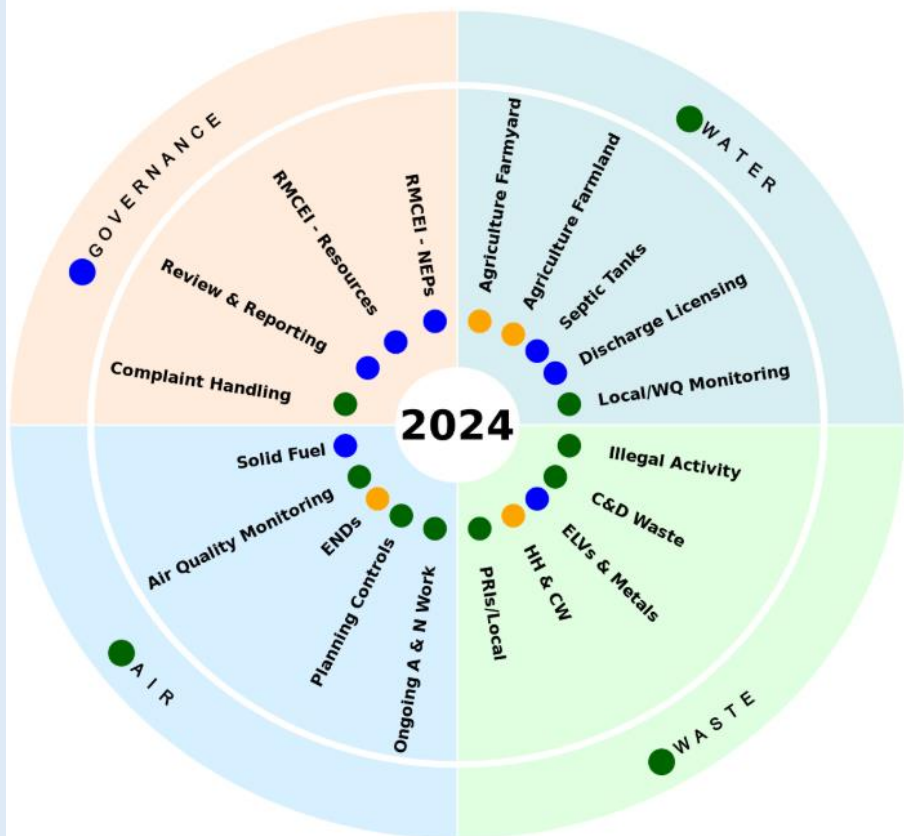 GOVERNANCE
RMCEI - NEPs
RMCEI - Resources
Review & Reporting
Complaint Handling
WATER
Agriculture Farmyard
Agriculture Farmland
Septic Tanks
Discharge Licensing
Local/WQ Monitoring
2024
Solid Fuel
Air Quality Monitoring
ENDs
Planning Controls
Ongoing A & N Work
AIR
Illegal Activity
C&D Waste
ELVs & Metals
HH & CW
PRIs/Local
WASTE